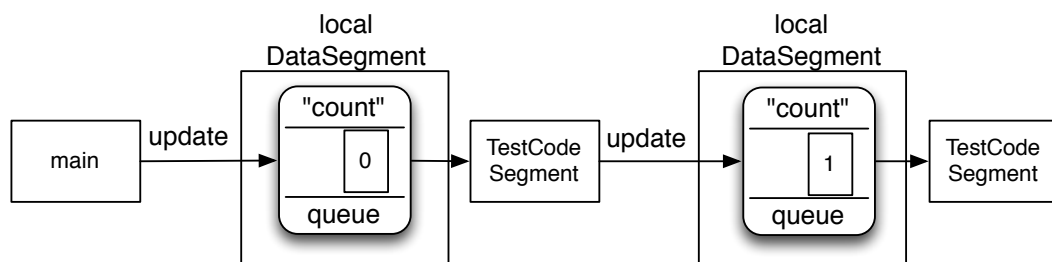 local
DataSegment
"count"
main
update
0
queue
TestCode
Segment
update
local
DataSegment
"count"
1
queue
TestCode
Segment